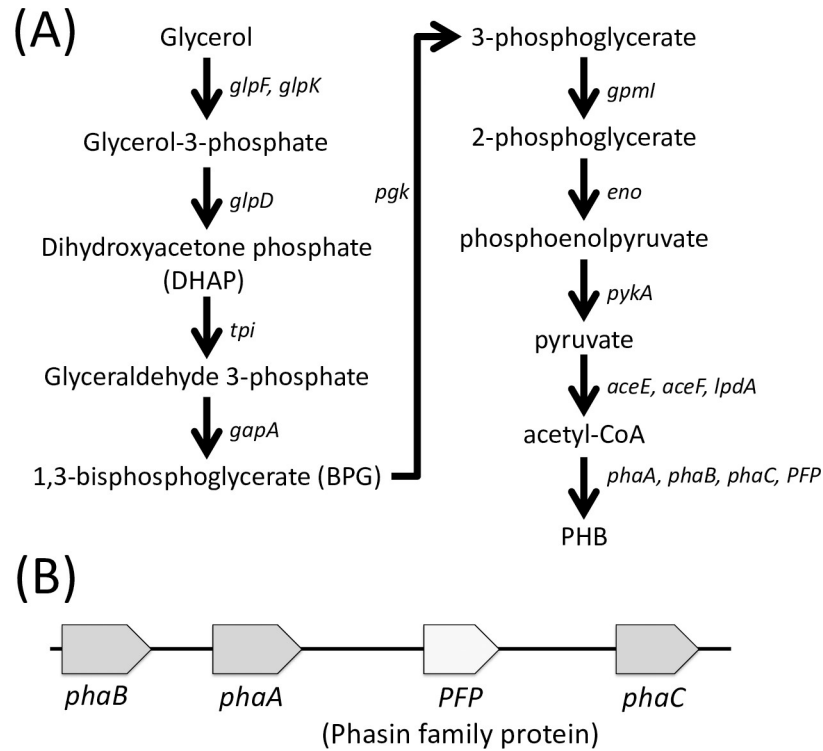 (A)
Glycerol
glpF, glpK
Glycerol-3-phosphate
glpD
Dihydroxyacetone phosphate
(DHAP)
tpi
Glyceraldehyde 3-phosphate
gapA
1,3-bisphosphoglycerate (BPG)
pgk
3-phosphoglycerate
gpmI
2-phosphoglycerate
eno
phosphoenolpyruvate
pykA
pyruvate
aceE, aceF, lpdA
acetyl-CoA
phaA, phaB, phaC, PFP
PHB
(B)
phaB phaA PFP phaC
(Phasin family protein)